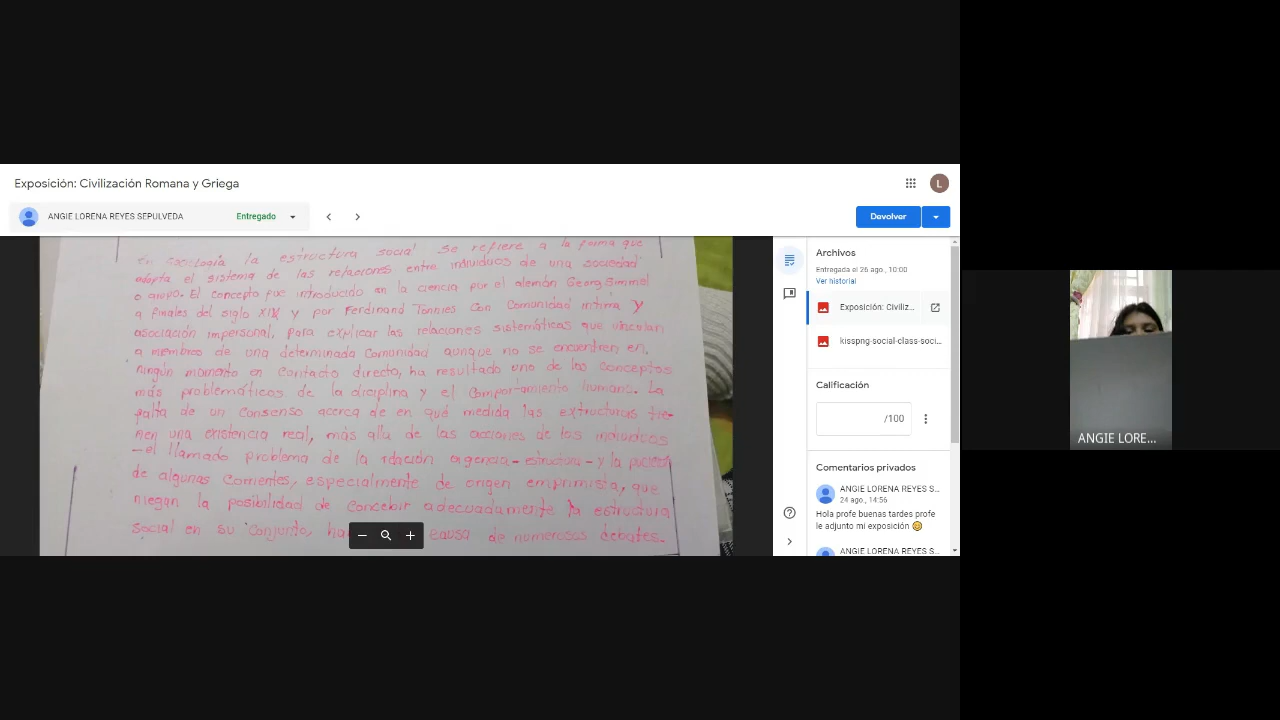 Exposición: Civilización Romana y Griega
L
ANGIE LORENA REYES SEPULVEDA
Entregado
Devolver
en sociología la estructura social se refiere a la forma que
adopta el sistema de las relaciones entre individuos de una sociedad
o grupo. El concepto fue introducido en la ciencia por el alemán Georg Simmel
a finales del siglo XIX y por Ferdinand Tonnies con Comunidad intima y
asociación impersonal, para explicar las relaciones sistemáticas que vinculan
a miembros de una determinada Comunidad aunque no se encuentren en,
ningún momento en Contacto directo, ha resultado uno de los conceptos
más problemáticos de la diciplina y el Comportamiento humano. La
falta de un Consenso acerca de en qué medida las extructuras tie-
nen una existencia real, más alla de las acciones de los individuos
-el llamado problema de la relación agencia-estructura- y la
de algunas Corrientes, especialmente de origen emprimista, que
niegan la posibilidad de Concebir adecuadamente la estructura
social en su Conjunto, causa de numerosos debates.
Archivos
Entregada el 26 ago., 10:00
Ver historial
Exposición: Civiliz...
kisspng-social-class-soci...
Calificación
/100
Comentarios privados
ANGIE LORENA REYES S...
24 ago., 14:56
Hola profe buenas tardes profe
le adjunto mi exposición
ANGIE LORENA REYES S...
ANGIE LORE...